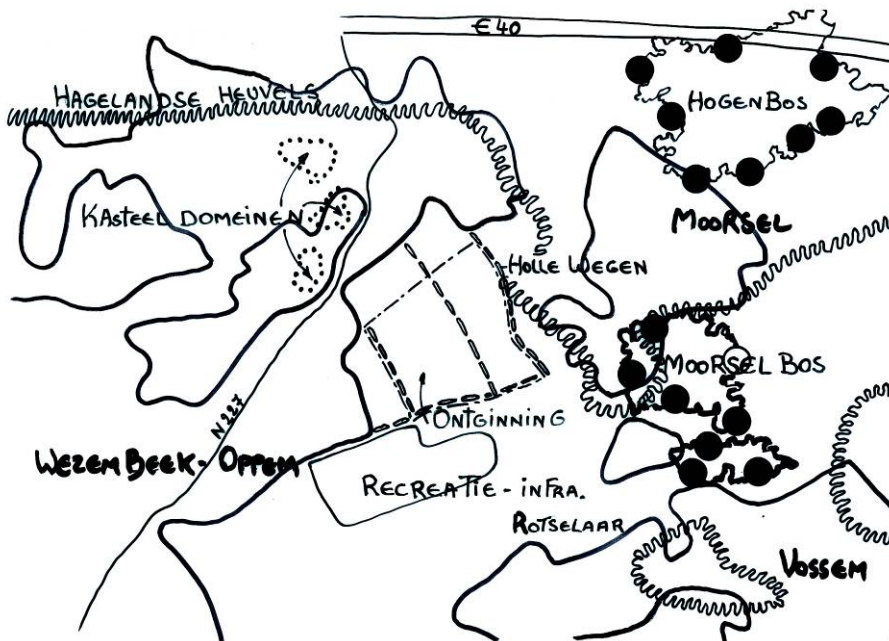 E40
HAGELANDSE HEUVELS
HOGENBOS
KASTEEL DOMEINEN
MOORSEL
HOLLE WEGEN
MOORSEL BOS
N227
ONTGINNING
WEZEMBEEK-OPPEM
RECREATIE-INFRA.
ROTSELAAR
VOSSEM